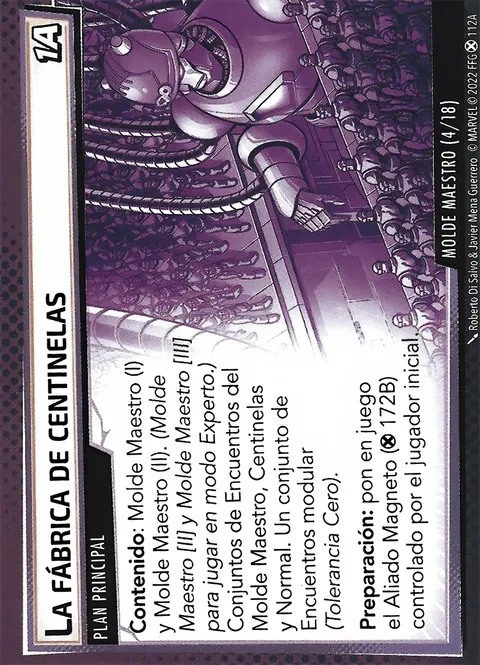 LA FÁBRICA DE CENTINELAS
1A
PLAN PRINCIPAL
Contenido: Molde Maestro (I)
y Molde Maestro (II). (Molde
Maestro [II] y Molde Maestro [III]
para jugar en modo Experto.)
Conjuntos de Encuentros del
Molde Maestro, Centinelas
y Normal. Un conjunto de
Encuentros modular
(Tolerancia Cero).
Preparación: pon en juego
el Aliado Magneto (172B)
controlado por el jugador inicial.
MOLDE MAESTRO (4/18)
Roberto Di Salvo & Javier Mena Guerrero © MARVEL © 2022 FFG 112A